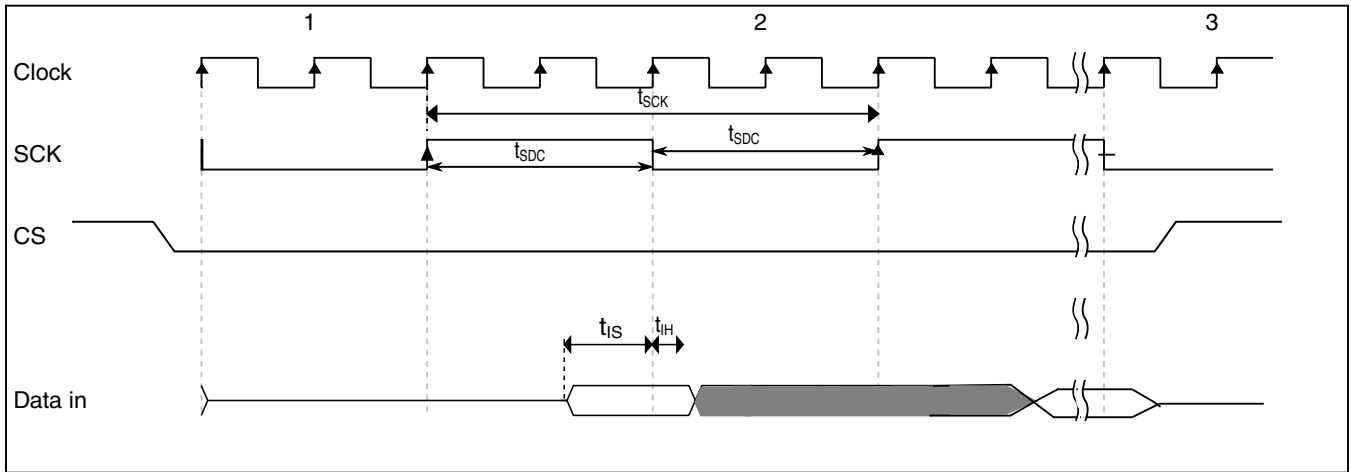 1 2 3
Clock
tSCK
SCK
tSDC
tSDC
CS
tIS
tIH
Data in